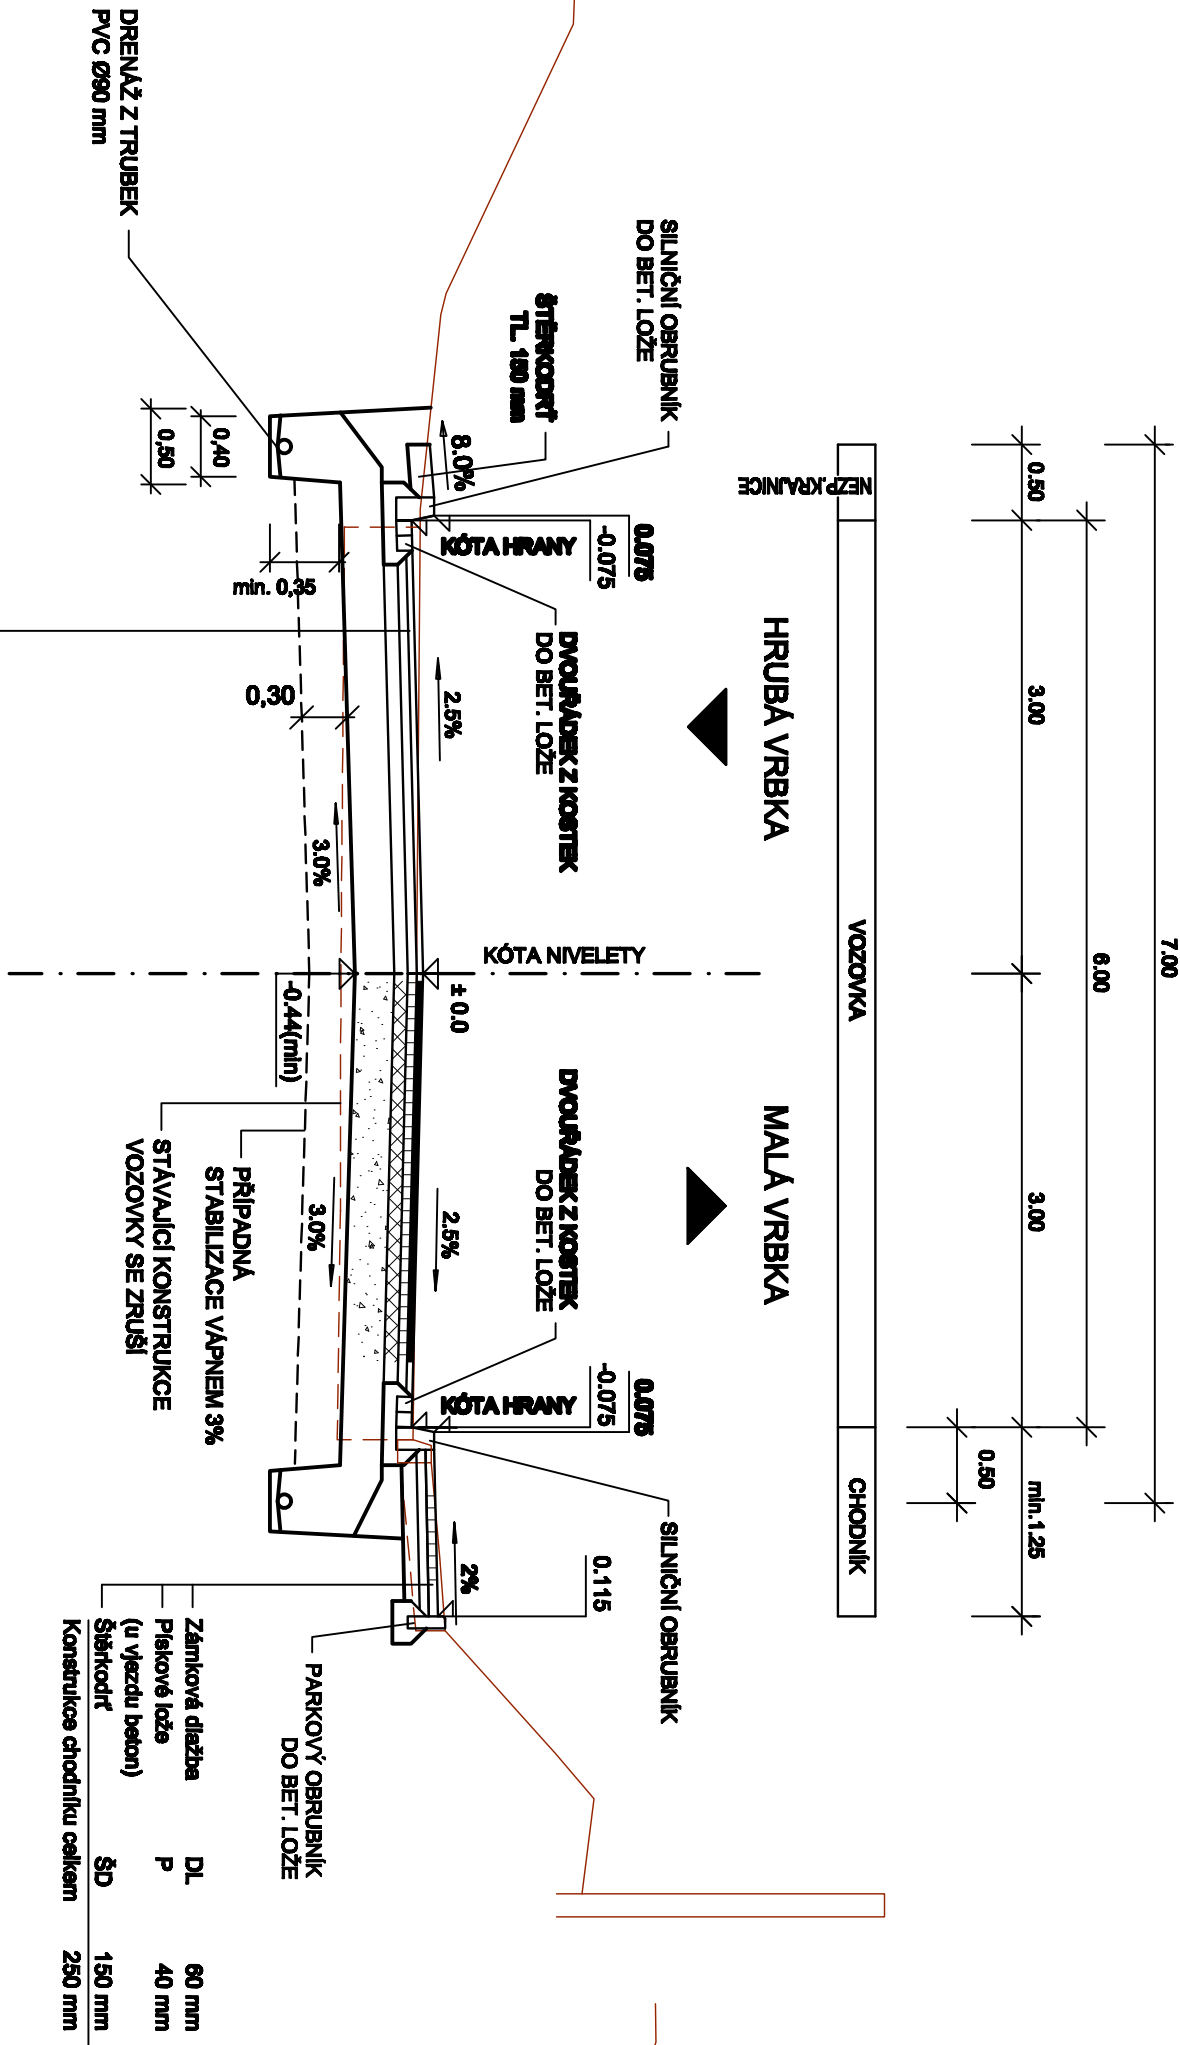 7.00
6.00
0.50
3.00
3.00
min.1.25
0.50
NEZP.KRAJNICE
VOZOVKA
CHODNÍK
HRUBÁ VRBKA
MALÁ VRBKA
SILNIČNÍ OBRUBNÍK
DO BET. LOŽE
ŠTĚRKODRŤ
TL. 150 mm
8.0%
0.075
-0.075
KÓTA HRANY
DVOUŘÁDEK Z KOSTEK
DO BET. LOŽE
2.5%
KÓTA NIVELETY
± 0.0
DVOUŘÁDEK Z KOSTEK
DO BET. LOŽE
2.5%
0.075
-0.075
KÓTA HRANY
SILNIČNÍ OBRUBNÍK
0.115
2%
DRENÁŽ Z TRUBEK
PVC Ø90 mm
0,40
0,50
min. 0,35
0,30
3.0%
-0.44(min)
3.0%
PŘÍPADNÁ
STABILIZACE VÁPNEM 3%
STÁVAJÍCÍ KONSTRUKCE
VOZOVKY SE ZRUŠÍ
PARKOVÝ OBRUBNÍK
DO BET. LOŽE
Zámková dlažba DL 60 mm
Pískové lože P 40 mm
(u vjezdu beton)
Štěrkodrť ŠD 150 mm
Konstrukce chodníku celkem 250 mm